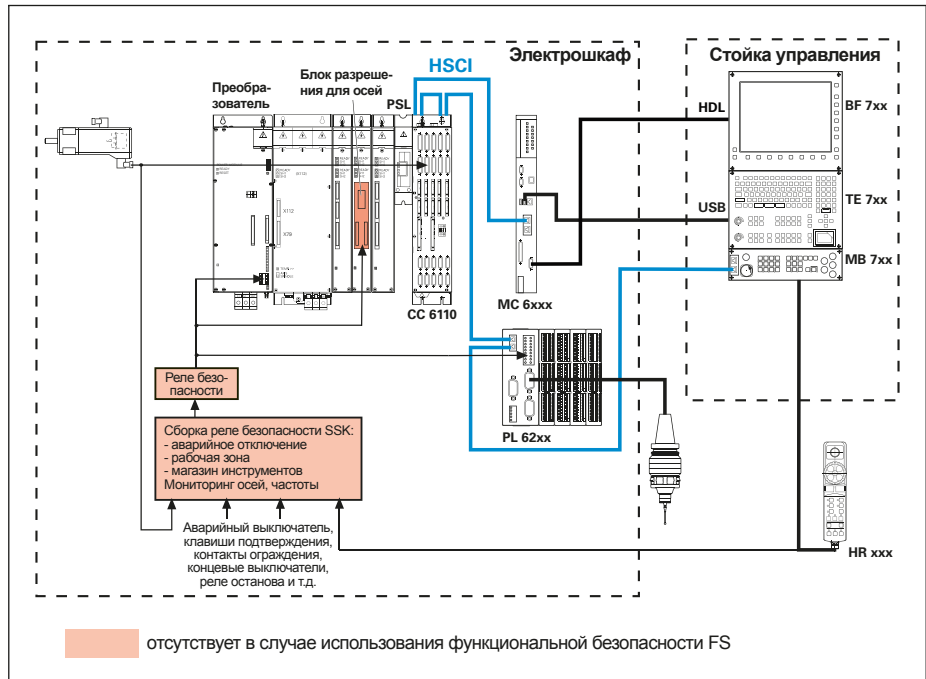 Электрошкаф
Стойка управления
HSCI
Блок разреше-
ния для осей
Преобра-
зователь
PSL
HDL
BF 7xx
USB
TE 7xx
MB 7xx
X112
X79
MC 6xxx
CC 6110
PL 62xx
Реле безо-
пасности
Сборка реле безопасности SSK:
- аварийное отключение
- рабочая зона
- магазин инструментов
Мониторинг осей, частоты
Аварийный выключатель,
клавиши подтверждения,
контакты ограждения,
концевые выключатели,
реле останова и т.д.
HR xxx
отсутствует в случае использования функциональной безопасности FS